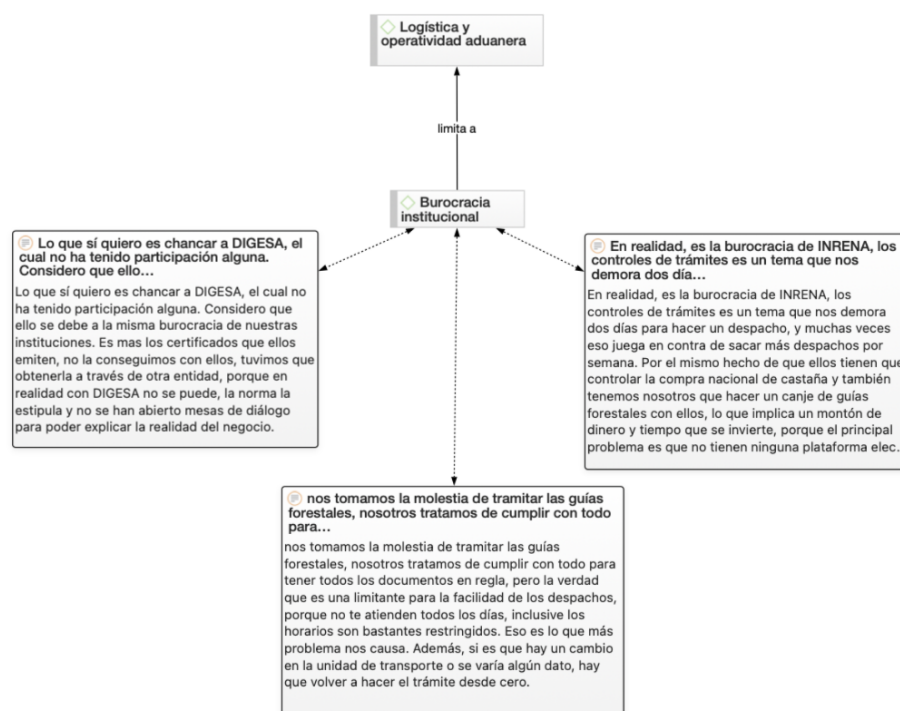 Logística y
operatividad aduanera
limita a
Burocracia
institucional
Lo que sí quiero es chancar a DIGESA, el
cual no ha tenido participación alguna.
Considero que ello...
Lo que sí quiero es chancar a DIGESA, el cual no
ha tenido participación alguna. Considero que
ello se debe a la misma burocracia de nuestras
instituciones. Es mas los certificados que ellos
emiten, no la conseguimos con ellos, tuvimos que
obtenerla a través de otra entidad, porque en
realidad con DIGESA no se puede, la norma la
estipula y no se han abierto mesas de diálogo
para poder explicar la realidad del negocio.
En realidad, es la burocracia de INRENA, los
controles de trámites es un tema que nos
demora dos día...
En realidad, es la burocracia de INRENA, los
controles de trámites es un tema que nos demora
dos días para hacer un despacho, y muchas veces
eso juega en contra de sacar más despachos por
semana. Por el mismo hecho de que ellos tienen que
controlar la compra nacional de castaña y también
tenemos nosotros que hacer un canje de guías
forestales con ellos, lo que implica un montón de
dinero y tiempo que se invierte, porque el principal
problema es que no tienen ninguna plataforma elec..
nos tomamos la molestia de tramitar las guías
forestales, nosotros tratamos de cumplir con todo
para...
nos tomamos la molestia de tramitar las guías
forestales, nosotros tratamos de cumplir con todo para
tener todos los documentos en regla, pero la verdad
que es una limitante para la facilidad de los despachos,
porque no te atienden todos los días, inclusive los
horarios son bastantes restringidos. Eso es lo que más
problema nos causa. Además, si es que hay un cambio
en la unidad de transporte o se varía algún dato, hay
que volver a hacer el trámite desde cero.